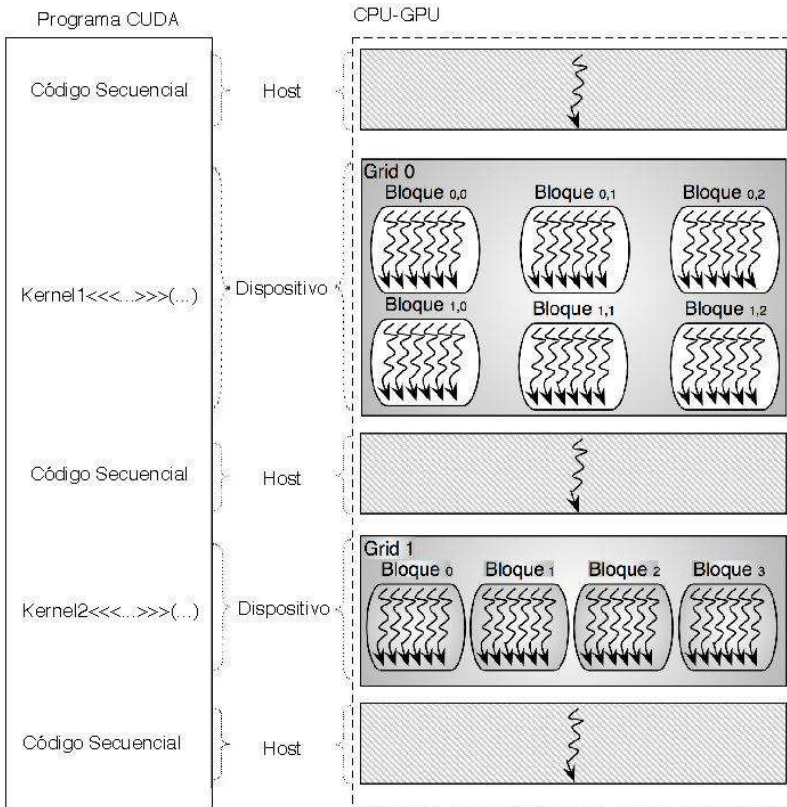 Programa CUDA
CPU-GPU
Código Secuencial
Host
Grid 0
Bloque 0,0
Bloque 0,1
Bloque 0,2
Kernel1<<<...>>>(...)
Dispositivo
Bloque 1,0
Bloque 1,1
Bloque 1,2
Código Secuencial
Host
Grid 1
Bloque 0
Bloque 1
Bloque 2
Bloque 3
Kernel2<<<...>>>(...)
Dispositivo
Código Secuencial
Host